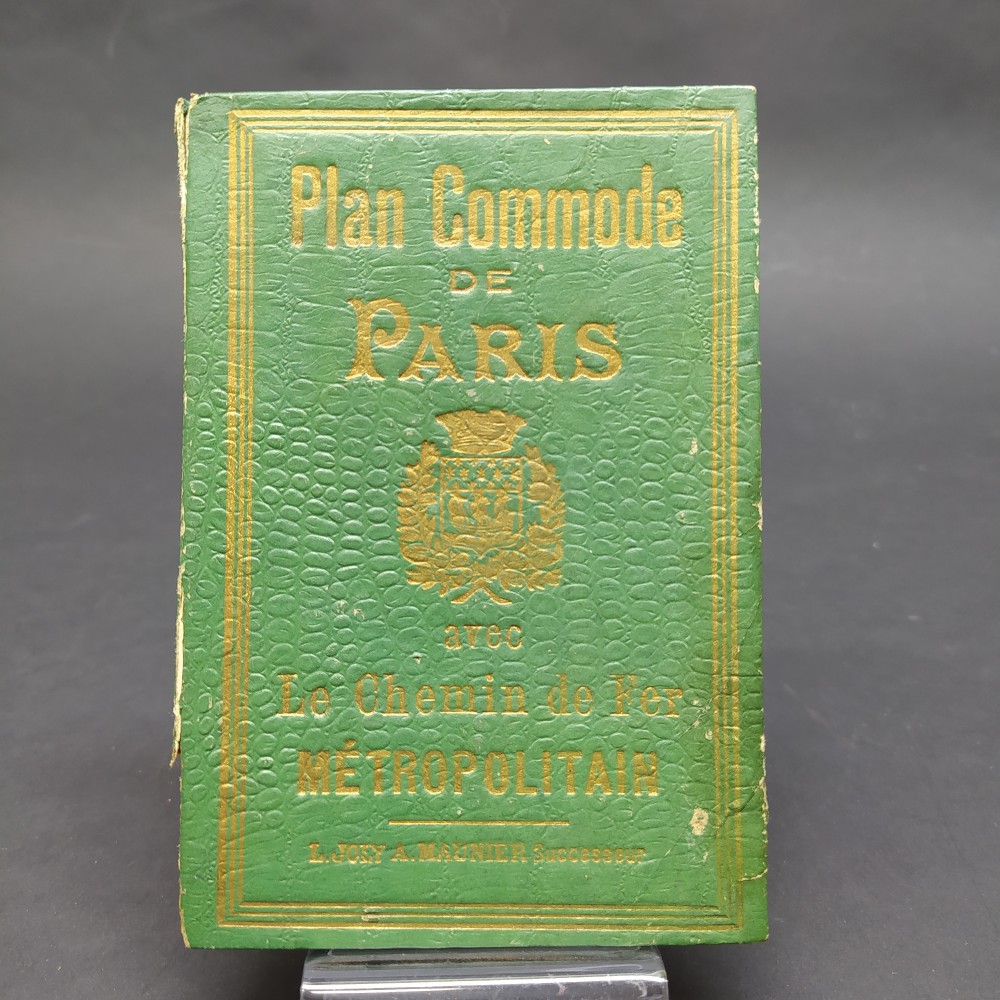 Plan Commode
DE
PARIS
avec
Le Chemin de Fer
MÉTROPOLITAIN
L. JOLY A. MAUNIER Successeur